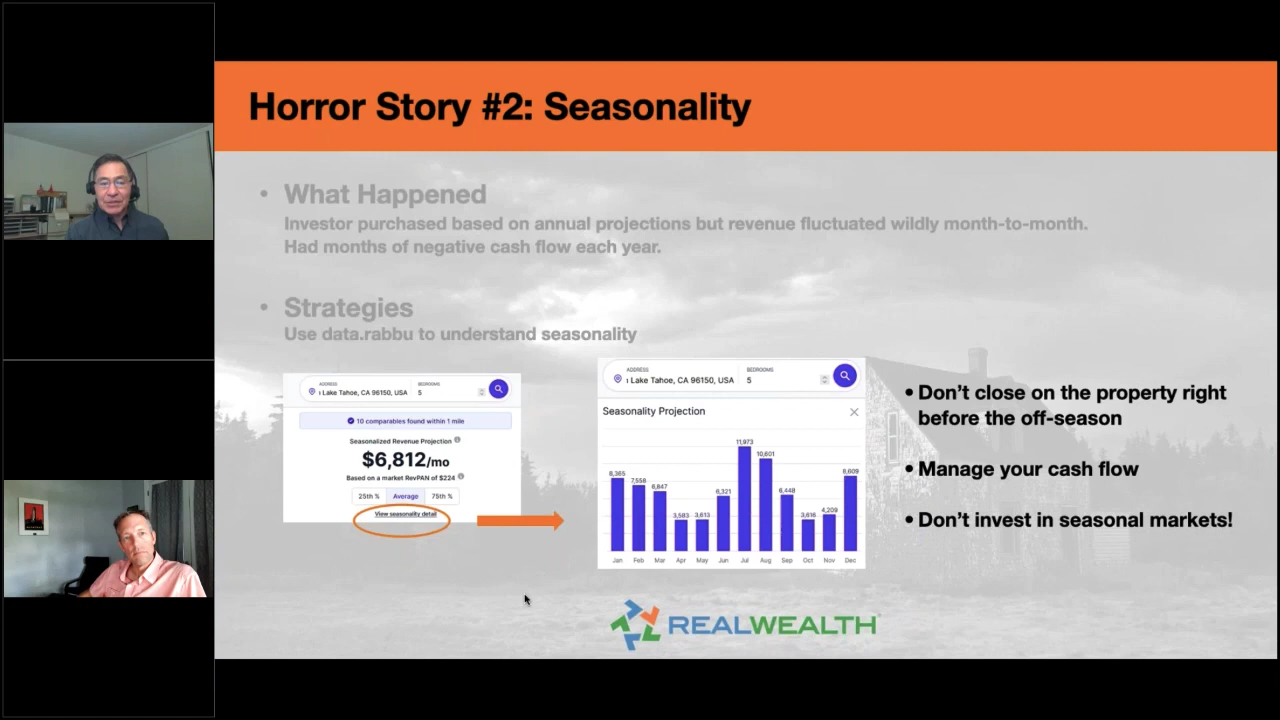 Horror Story #2: Seasonality
• What Happened
Investor purchased based on annual projections but revenue fluctuated wildly month-to-month.
Had months of negative cash flow each year.
• Strategies
Use data.rabbu to understand seasonality
ADDRESS
BEDROOMS
Lake Tahoe, CA 96150, USA
5
10 comparables found within 1 mile
Seasonalized Revenue Projection
$6,812/mo
Based on a market RevPAN of $224
25th %
Average
75th %
View seasonality detail
ADDRESS
BEDROOMS
Lake Tahoe, CA 96150, USA
5
Seasonality Projection
8,365
7,558
6,847
3,583
3,613
6,321
11,973
10,601
6,448
3,616
4,209
8,609
Jan Feb Mar Apr May Jun Jul Aug Sep Oct Nov Dec
• Don’t close on the property right
before the off-season
• Manage your cash flow
• Don’t invest in seasonal markets!
REALWEALTH